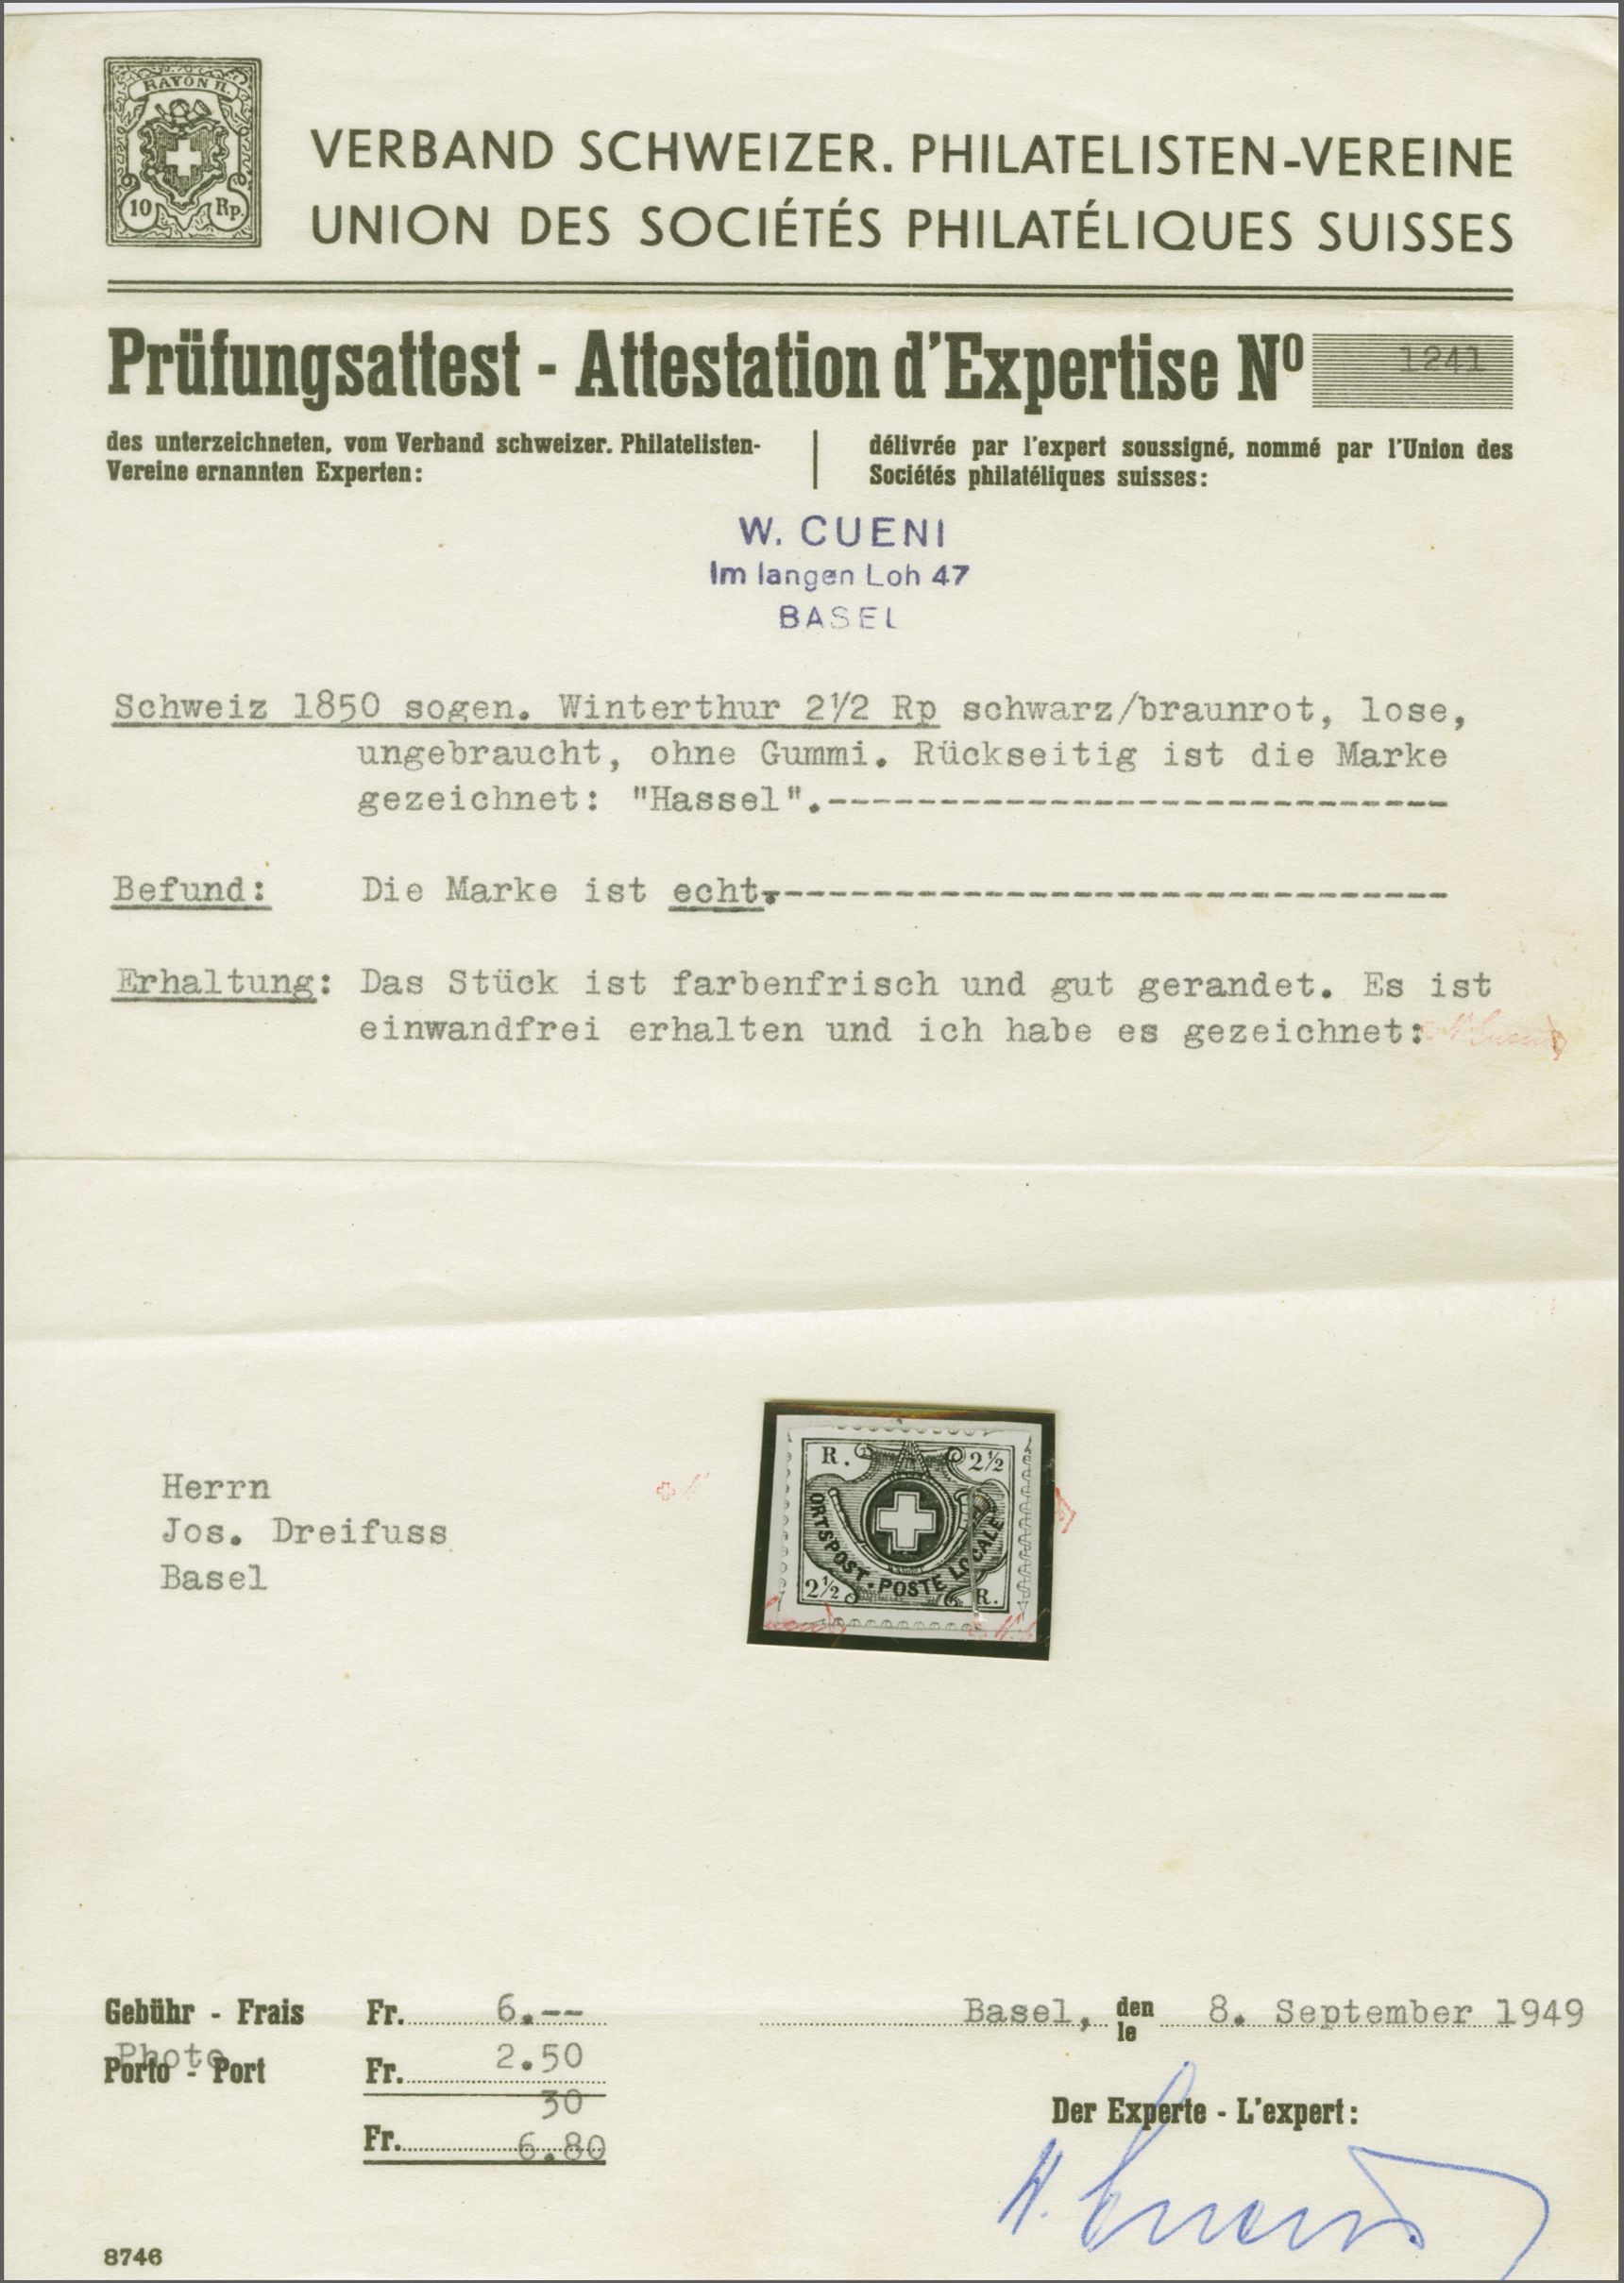 RAYON II.
10 Rp.
VERBAND SCHWEIZER. PHILATELISTEN-VEREINE
UNION DES SOCIÉTÉS PHILATÉLIQUES SUISSES
Prüfungsattest - Attestation d'Expertise Nº 1241
des unterzeichneten, vom Verband schweizer. Philatelisten-
Vereine ernannten Experten:
délivrée par l'expert soussigné, nommé par l'Union des
Sociétés philatéliques suisses:
W. CUENI
Im langen Loh 47
BASEL
Schweiz 1850 sogen. Winterthur 2½ Rp schwarz/braunrot, lose,
ungebraucht, ohne Gummi. Rückseitig ist die Marke
gezeichnet: "Hassel".----------------------------
Befund: Die Marke ist echt.-------------------------------
Erhaltung: Das Stück ist farbenfrisch und gut gerandet. Es ist
einwandfrei erhalten und ich habe es gezeichnet:
R. 2½
ORTSPOST·POSTE LOCALE
2½ R.
Herrn
Jos. Dreifuss
Basel
Gebühr - Frais Fr. 6.--
Photo 2.50
Porto - Port Fr.
30
Fr. 6.80
Basel, den 8. September 1949
le
Der Experte - L'expert:
W. Cueni
8746